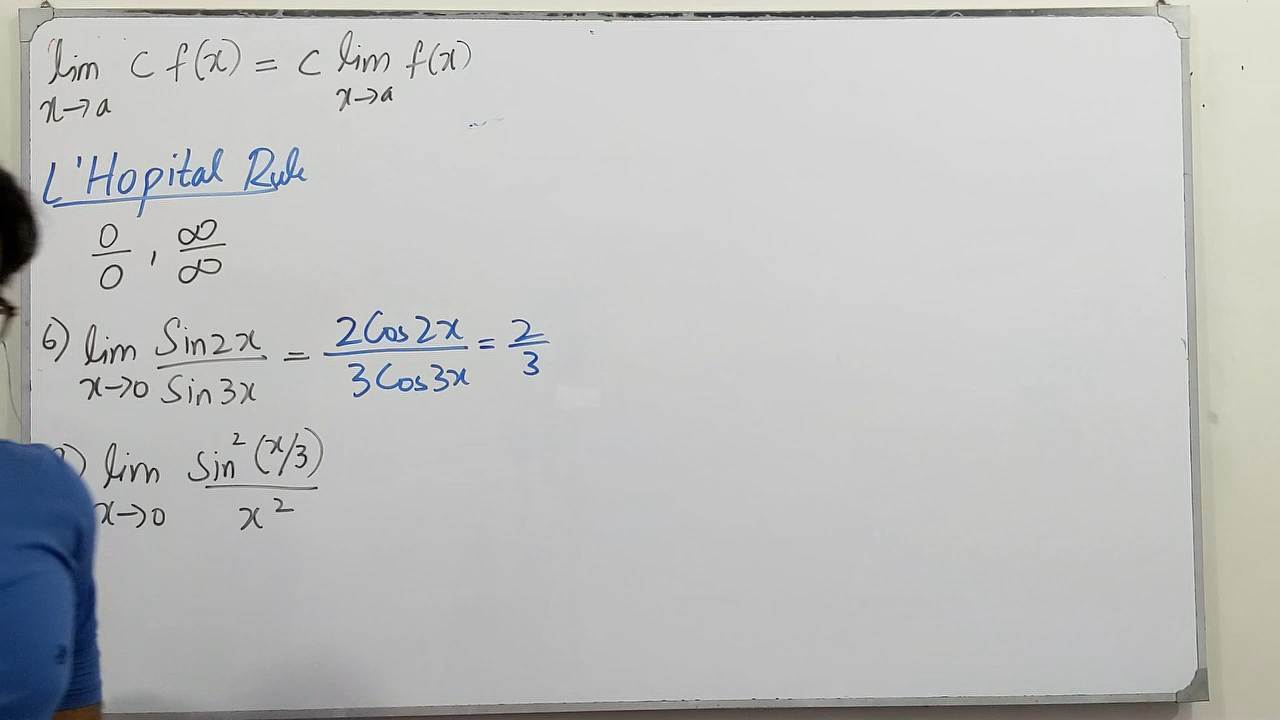 lim x→a C f(x) = C lim x→a f(x)
L'Hopital Rule
0/0 , ∞/∞
6) lim x→0 Sin2x / Sin3x = 2Cos2x / 3Cos3x = 2/3
) lim x→0 Sin²(x/3) / x²